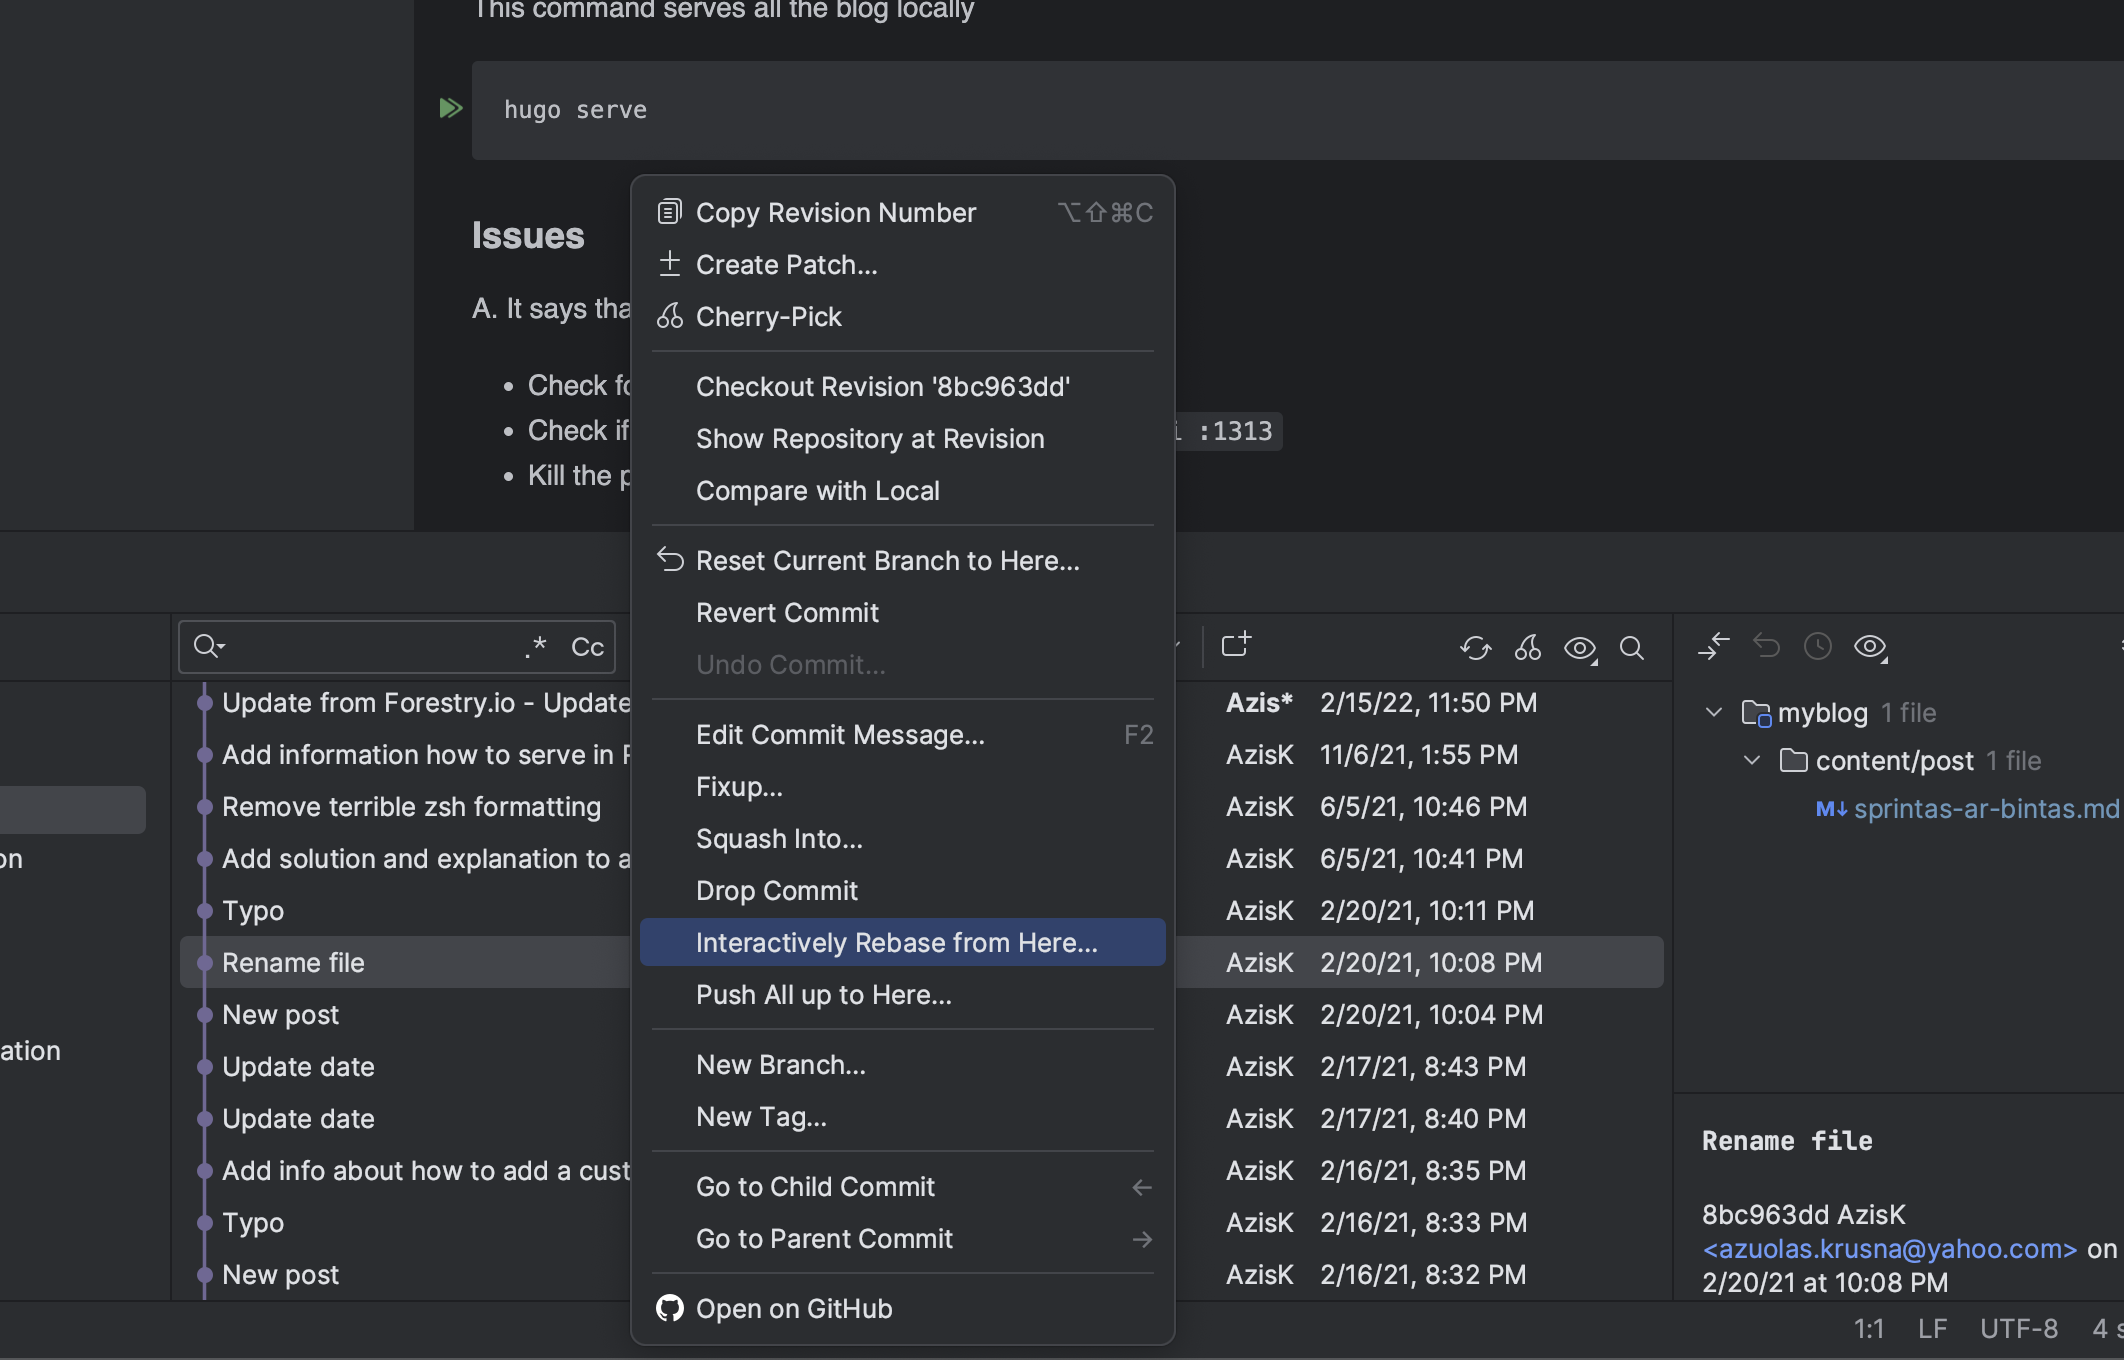 This command serves all the blog locally
hugo serve
Issues
A. It says
Check
Check if
Kill the
:1313
Copy Revision Number ⌥⇧⌘C
Create Patch...
Cherry-Pick
Checkout Revision '8bc963dd'
Show Repository at Revision
Compare with Local
Reset Current Branch to Here...
Revert Commit
Undo Commit...
Edit Commit Message... F2
Fixup...
Squash Into...
Drop Commit
Interactively Rebase from Here...
Push All up to Here...
New Branch...
New Tag...
Go to Child Commit ←
Go to Parent Commit →
Open on GitHub
.* Cc
Update from Forestry.io - Update Azis* 2/15/22, 11:50 PM
Add information how to serve in AzisK 11/6/21, 1:55 PM
Remove terrible zsh formatting AzisK 6/5/21, 10:46 PM
Add solution and explanation to AzisK 6/5/21, 10:41 PM
Typo AzisK 2/20/21, 10:11 PM
Rename file AzisK 2/20/21, 10:08 PM
New post AzisK 2/20/21, 10:04 PM
Update date AzisK 2/17/21, 8:43 PM
Update date AzisK 2/17/21, 8:40 PM
Add info about how to add a cust AzisK 2/16/21, 8:35 PM
Typo AzisK 2/16/21, 8:33 PM
New post AzisK 2/16/21, 8:32 PM
on
ation
myblog 1 file
content/post 1 file
M↓ sprintas-ar-bintas.md
Rename file
8bc963dd AzisK
<azuolas.krusna@yahoo.com> on
2/20/21 at 10:08 PM
1:1 LF UTF-8 4 s